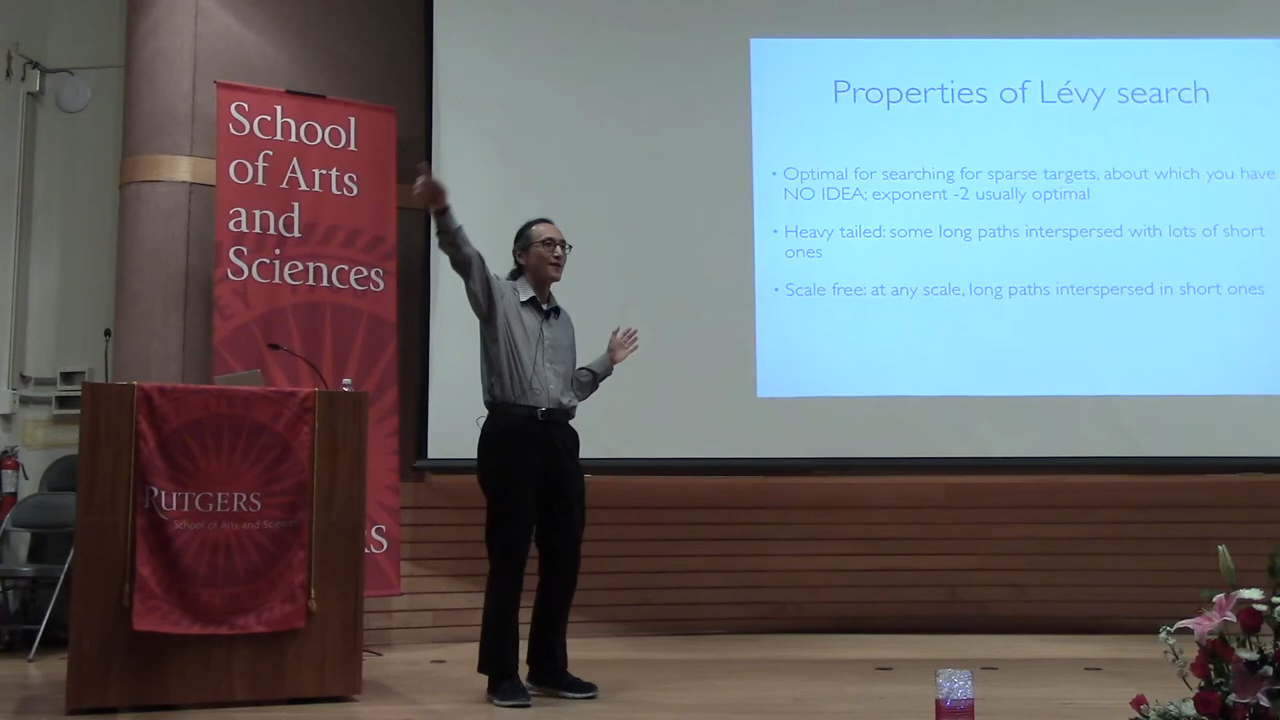 School
of Arts
and
Sciences
RS
RUTGERS
School of Arts and Sciences
Properties of Lévy search
• Optimal for searching for sparse targets, about which you have
NO IDEA; exponent -2 usually optimal
• Heavy tailed: some long paths interspersed with lots of short
ones
• Scale free: at any scale, long paths interspersed in short ones